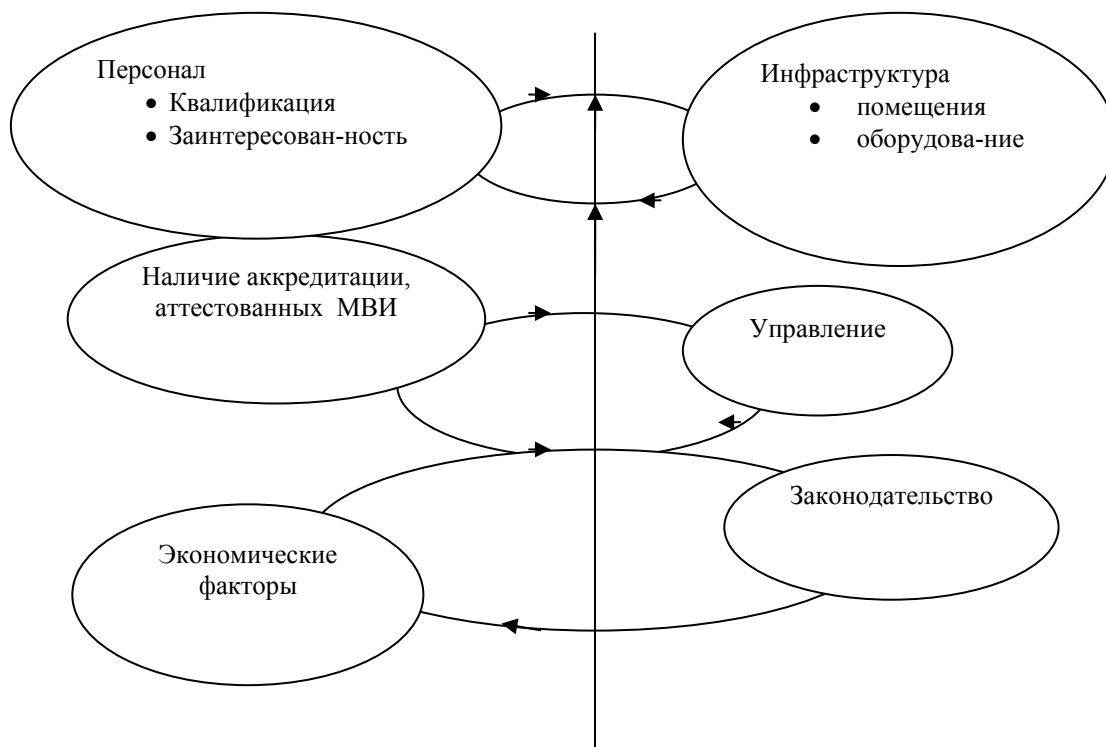 Персонал
• Квалификация
• Заинтересован-ность
Инфраструктура
• помещения
• оборудова-ние
Наличие аккредитации,
аттестованных МВИ
Управление
Законодательство
Экономические
факторы